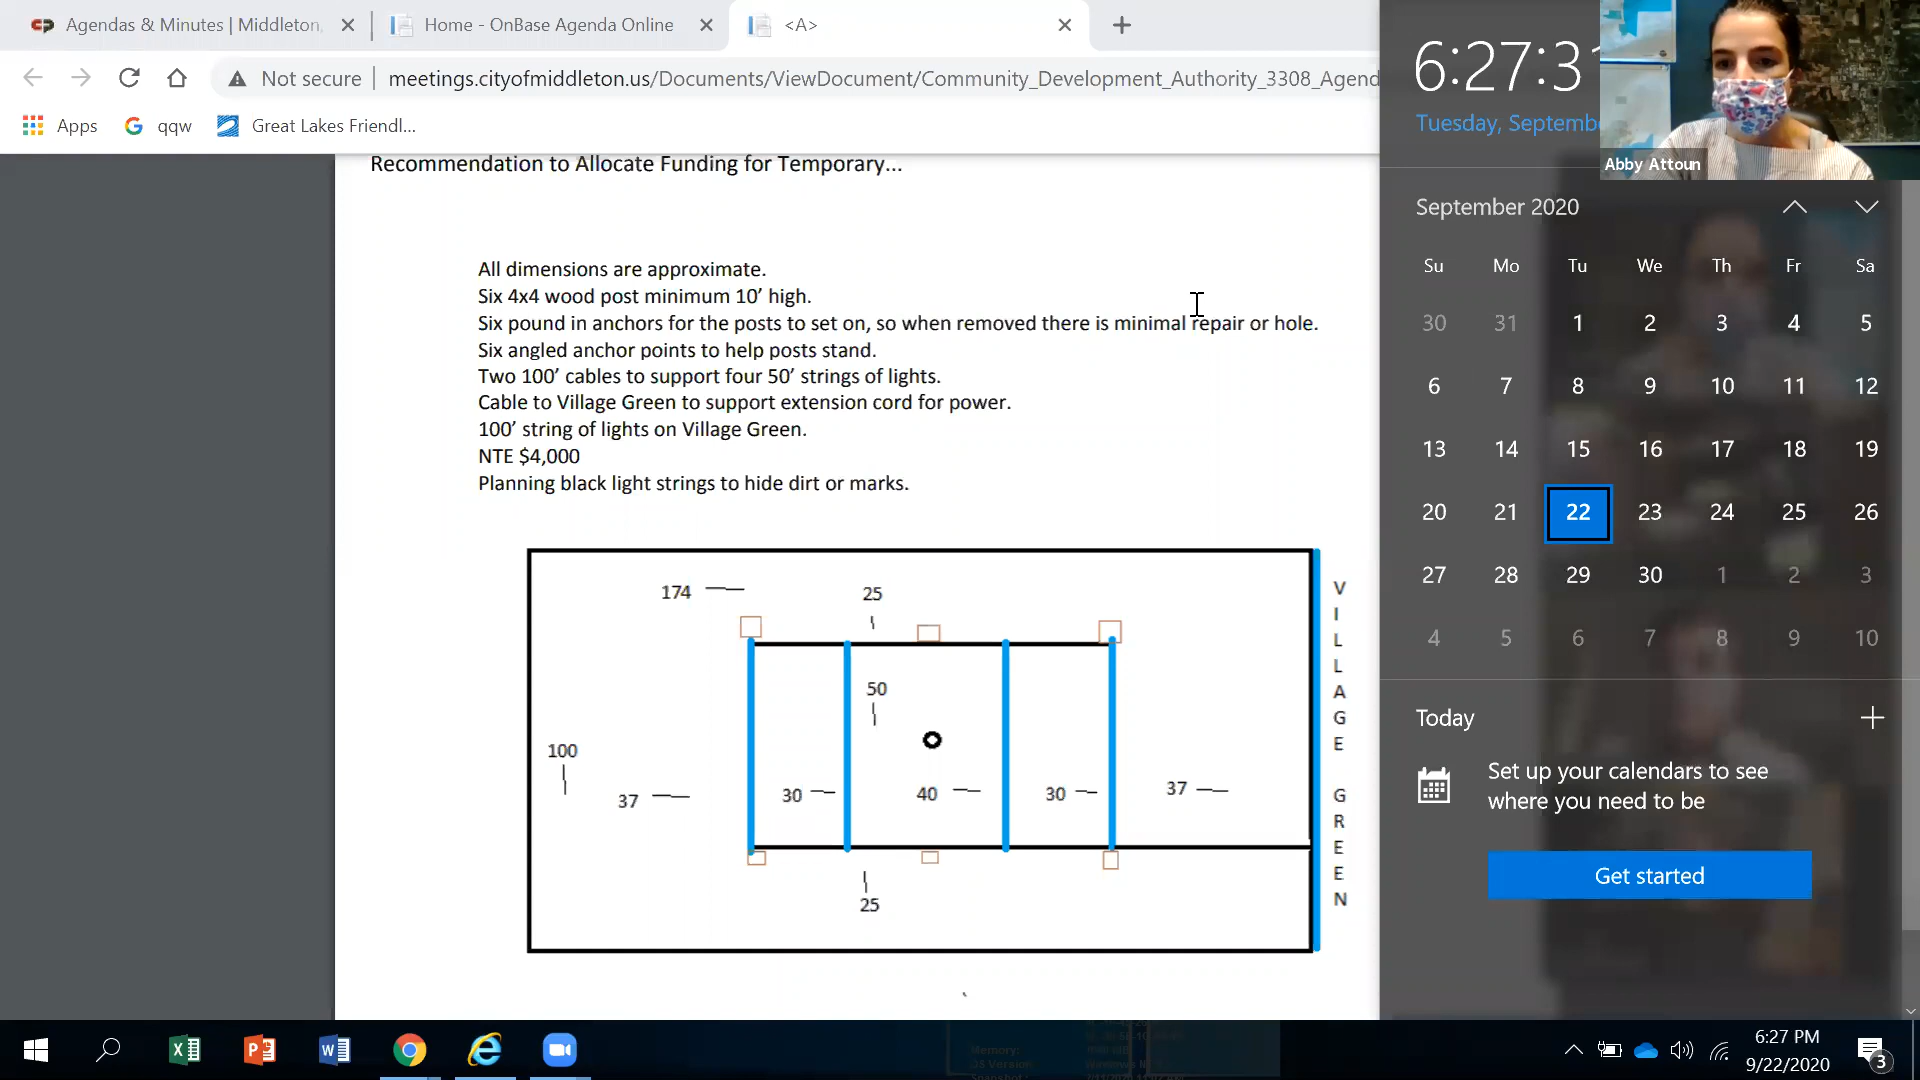 Agendas & Minutes | Middleton,
Home - OnBase Agenda Online
<A>
Not secure
meetings.cityofmiddleton.us/Documents/ViewDocument/Community_Development_Authority_3308_Agend
Apps
qqw
Great Lakes Friendl...
Recommendation to Allocate Funding for Temporary...
All dimensions are approximate.
Six 4x4 wood post minimum 10’ high.
Six pound in anchors for the posts to set on, so when removed there is minimal repair or hole.
Six angled anchor points to help posts stand.
Two 100’ cables to support four 50’ strings of lights.
Cable to Village Green to support extension cord for power.
100’ string of lights on Village Green.
NTE $4,000
Planning black light strings to hide dirt or marks.
174
25
50
100
37
30
40
30
37
25
VILLAGE GREEN
6:27:31
Tuesday, Septemb
Abby Attoun
September 2020
Su Mo Tu We Th Fr Sa
30 31 1 2 3 4 5
6 7 8 9 10 11 12
13 14 15 16 17 18 19
20 21 22 23 24 25 26
27 28 29 30 1 2 3
4 5 6 7 8 9 10
Today
Set up your calendars to see
where you need to be
Get started
Memory:
OS Version:
6:27 PM
9/22/2020
3